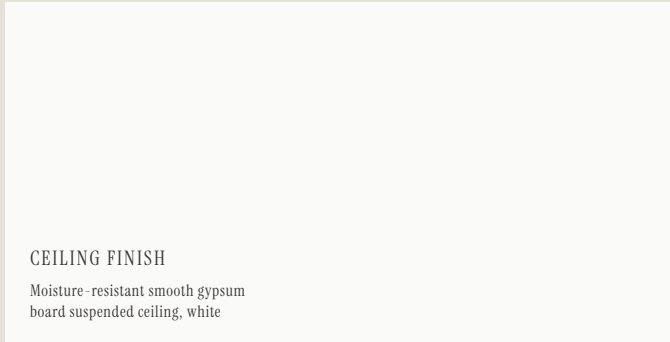 CEILING FINISH
Moisture-resistant smooth gypsum
board suspended ceiling, white